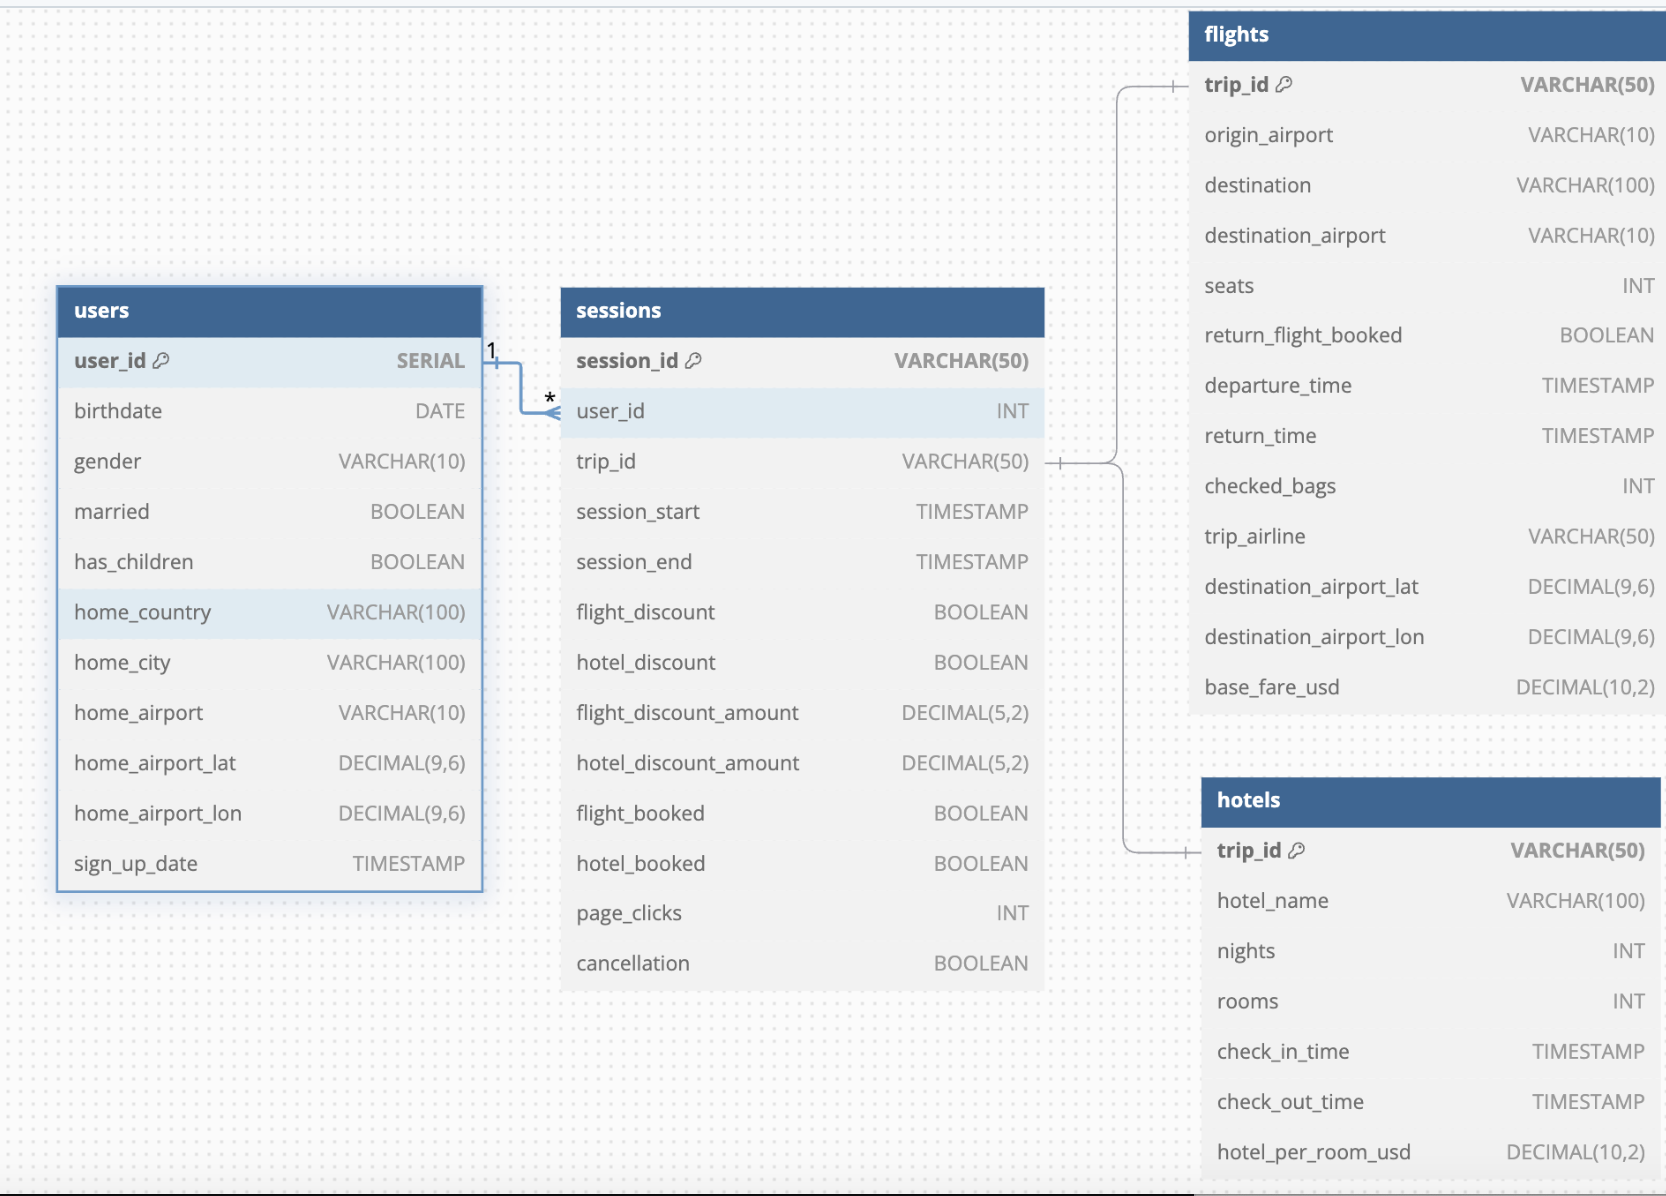 users
user_id SERIAL
birthdate DATE
gender VARCHAR(10)
married BOOLEAN
has_children BOOLEAN
home_country VARCHAR(100)
home_city VARCHAR(100)
home_airport VARCHAR(10)
home_airport_lat DECIMAL(9,6)
home_airport_lon DECIMAL(9,6)
sign_up_date TIMESTAMP
1
*
sessions
session_id VARCHAR(50)
user_id INT
trip_id VARCHAR(50)
session_start TIMESTAMP
session_end TIMESTAMP
flight_discount BOOLEAN
hotel_discount BOOLEAN
flight_discount_amount DECIMAL(5,2)
hotel_discount_amount DECIMAL(5,2)
flight_booked BOOLEAN
hotel_booked BOOLEAN
page_clicks INT
cancellation BOOLEAN
flights
trip_id VARCHAR(50)
origin_airport VARCHAR(10)
destination VARCHAR(100)
destination_airport VARCHAR(10)
seats INT
return_flight_booked BOOLEAN
departure_time TIMESTAMP
return_time TIMESTAMP
checked_bags INT
trip_airline VARCHAR(50)
destination_airport_lat DECIMAL(9,6)
destination_airport_lon DECIMAL(9,6)
base_fare_usd DECIMAL(10,2)
hotels
trip_id VARCHAR(50)
hotel_name VARCHAR(100)
nights INT
rooms INT
check_in_time TIMESTAMP
check_out_time TIMESTAMP
hotel_per_room_usd DECIMAL(10,2)